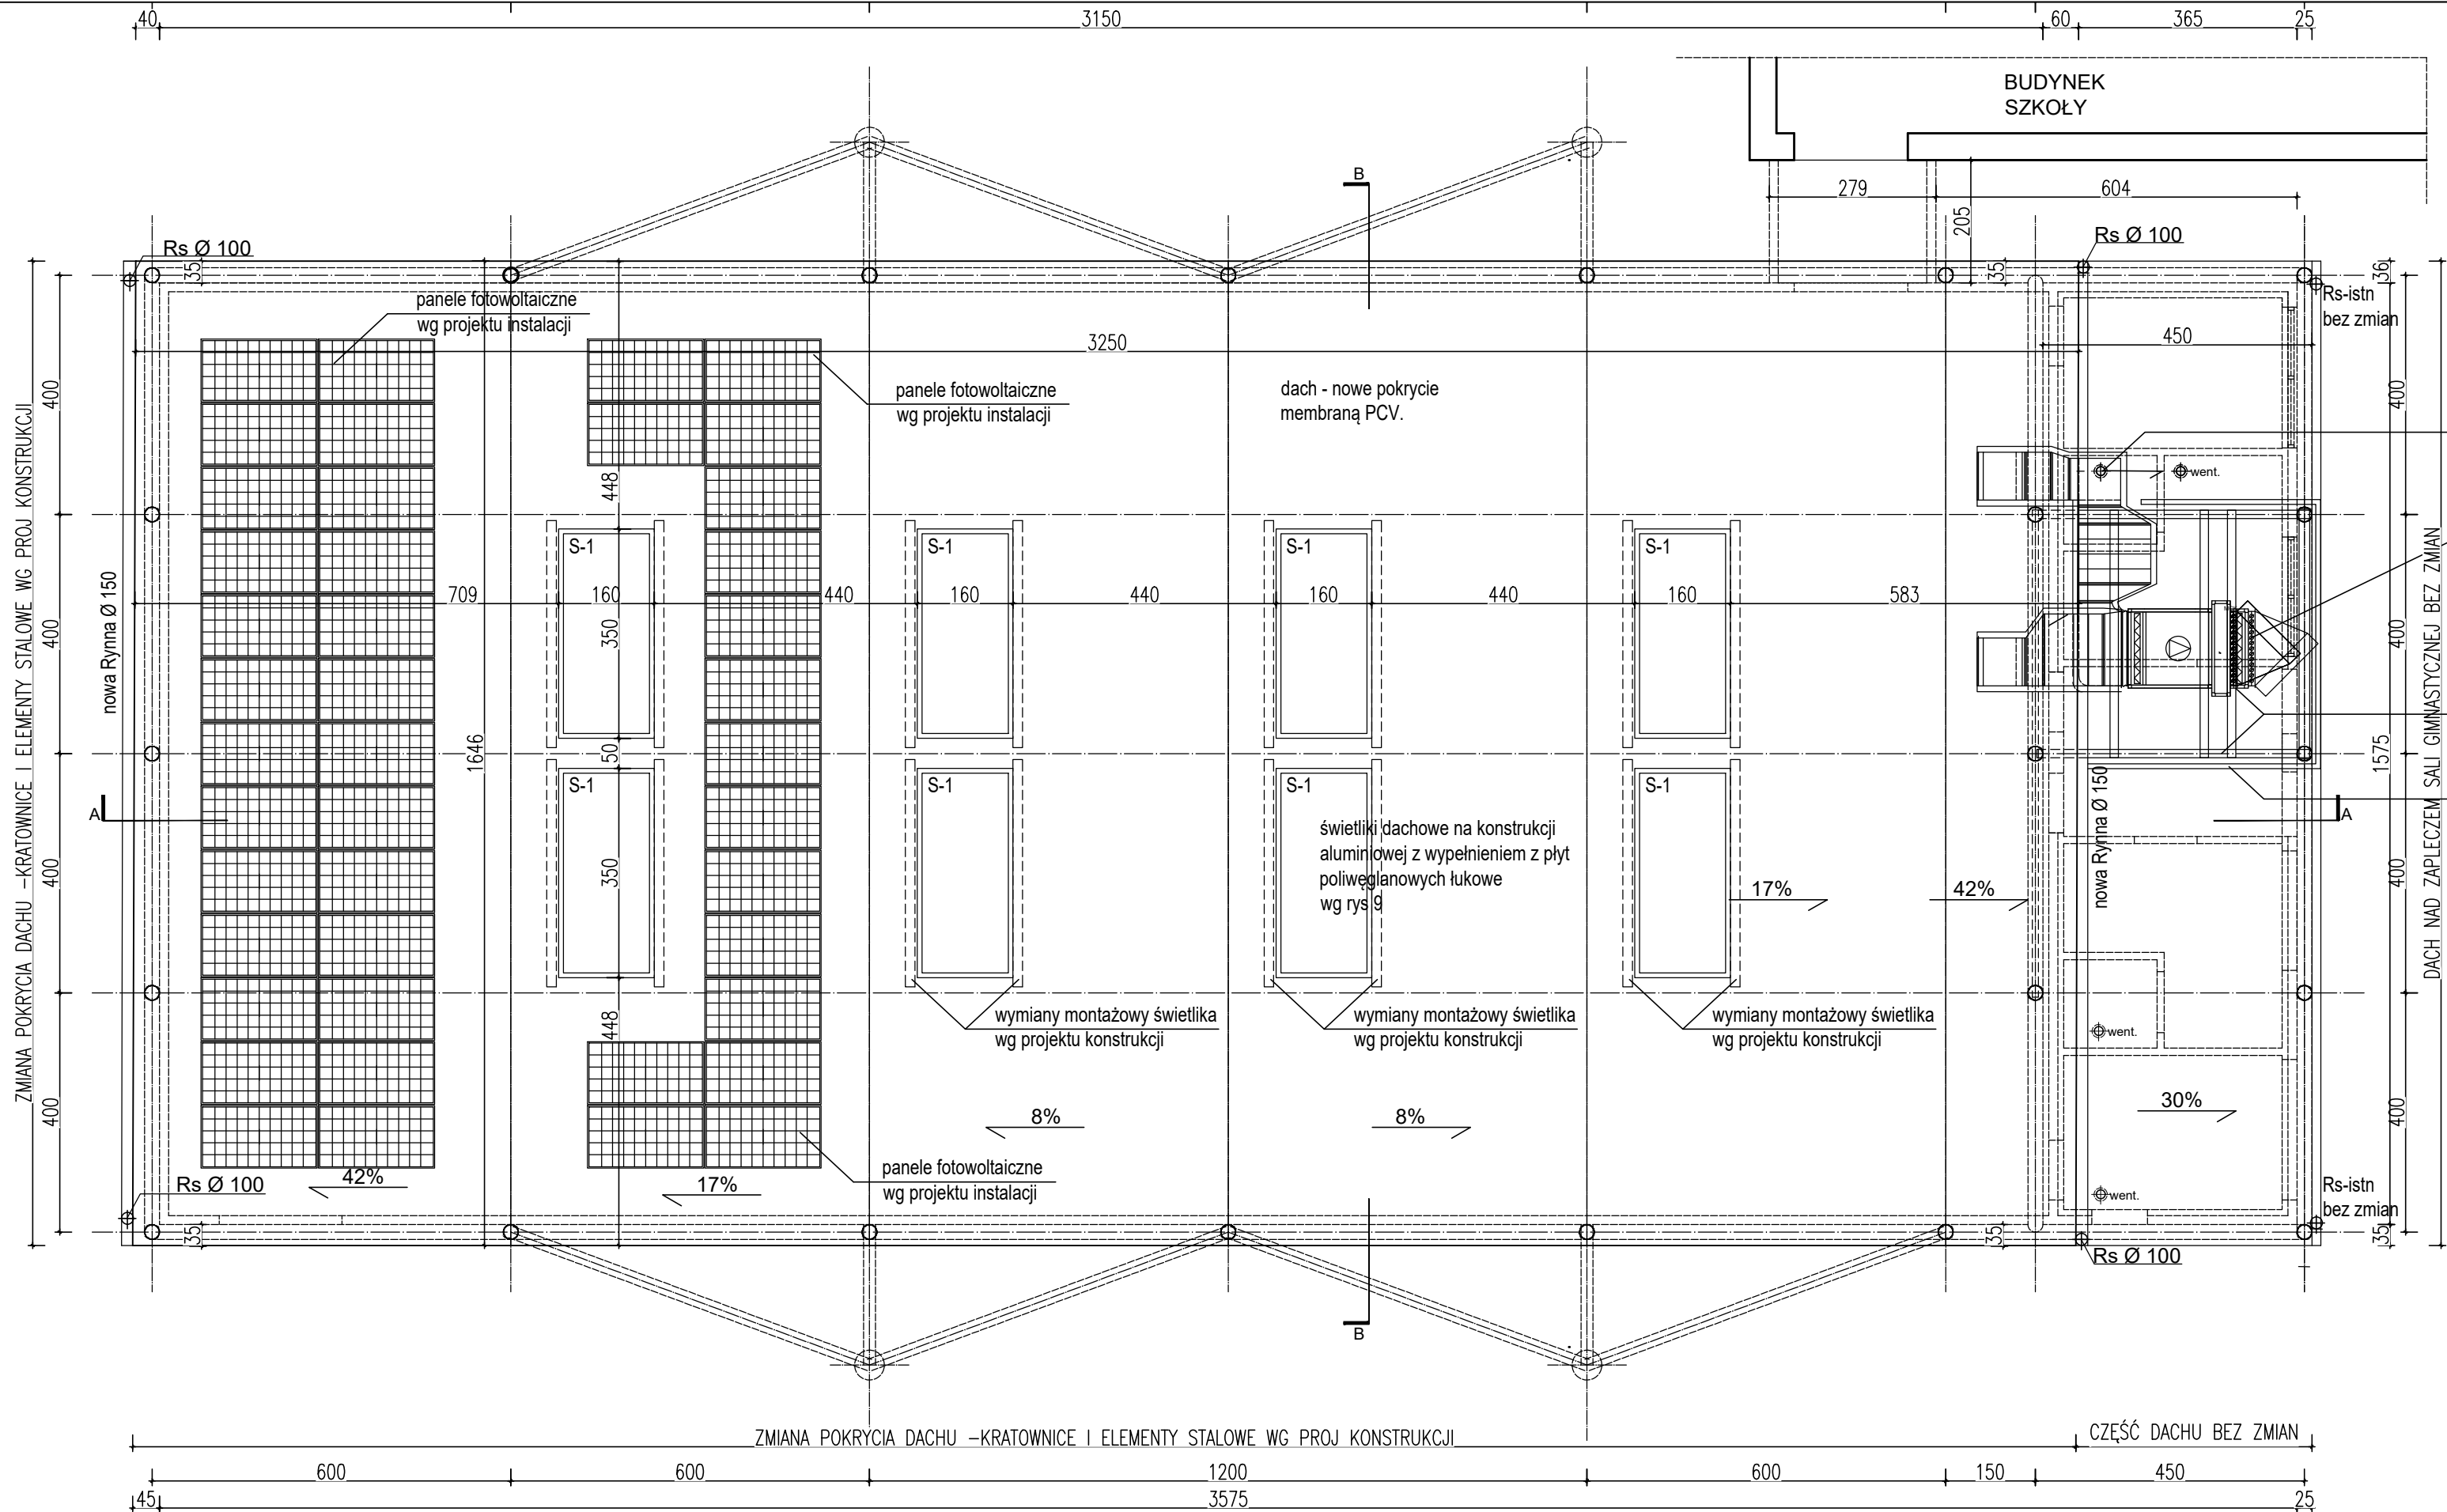 40
3150
60
365
25
BUDYNEK
SZKOŁY
B
279
604
205
Rs Ø 100
35
Rs Ø 100
35
36
panele fotowoltaiczne
wg projektu instalacji
Rs-istn
bez zmian
3250
450
panele fotowoltaiczne
wg projektu instalacji
dach - nowe pokrycie
membraną PCV.
400
400
448
went.
S-1
S-1
S-1
S-1
709
160
440
160
440
160
440
160
583
nowa Rynna Ø 150
400
350
400
ZMIANA POKRYCIA DACHU –KRATOWNICE I ELEMENTY STALOWE WG PROJ KONSTRUKCJI
DACH NAD ZAPLECZEM SALI GIMNASTYCZNEJ BEZ ZMIAN
1646
50
1575
S-1
S-1
S-1
S-1
A
A
nowa Rynna Ø 150
400
350
400
świetliki dachowe na konstrukcji
aluminiowej z wypełnieniem z płyt
poliwęglanowych łukowe
wg rys 9
17%
42%
448
wymiany montażowy świetlika
wg projektu konstrukcji
wymiany montażowy świetlika
wg projektu konstrukcji
wymiany montażowy świetlika
wg projektu konstrukcji
went.
400
400
8%
8%
30%
panele fotowoltaiczne
wg projektu instalacji
Rs Ø 100
42%
17%
went.
Rs-istn
bez zmian
35
35
35
Rs Ø 100
B
ZMIANA POKRYCIA DACHU –KRATOWNICE I ELEMENTY STALOWE WG PROJ KONSTRUKCJI
CZĘŚĆ DACHU BEZ ZMIAN
600
600
1200
600
150
450
45
3575
25